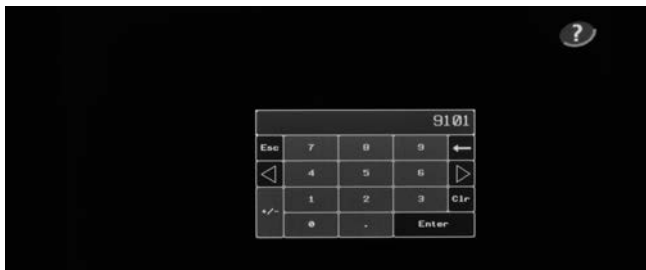 ?
9101
Esc 7 8 9 ←
◁ 4 5 6 ▷
+/- 1 2 3 Clr
0 . Enter